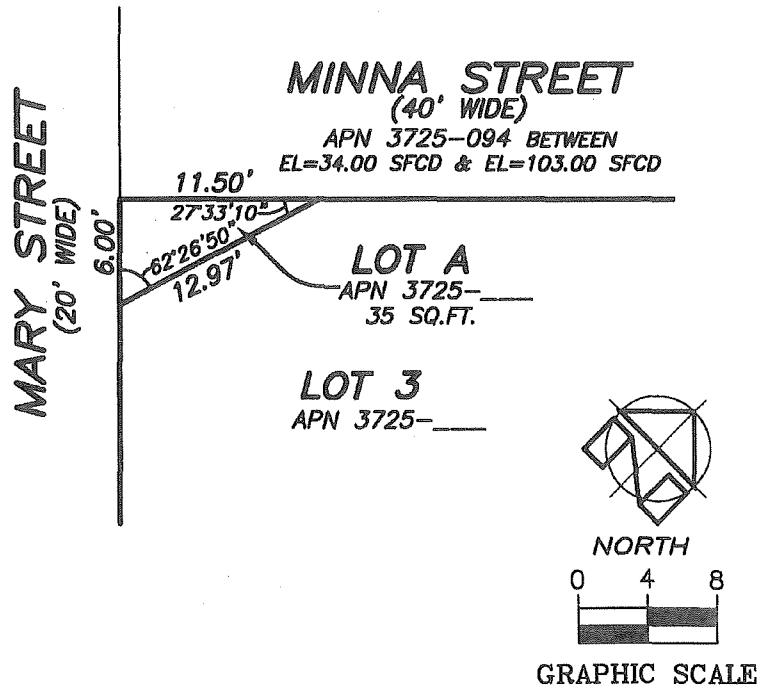 MINNA STREET
(40' WIDE)
APN 3725-094 BETWEEN
EL=34.00 SFCD & EL=103.00 SFCD
MARY STREET
(20' WIDE)
11.50'
27°33'10"
6.00'
62°26'50"
12.97'
LOT A
APN 3725-____
35 SQ.FT.
LOT 3
APN 3725-____
NORTH
0 4 8
GRAPHIC SCALE